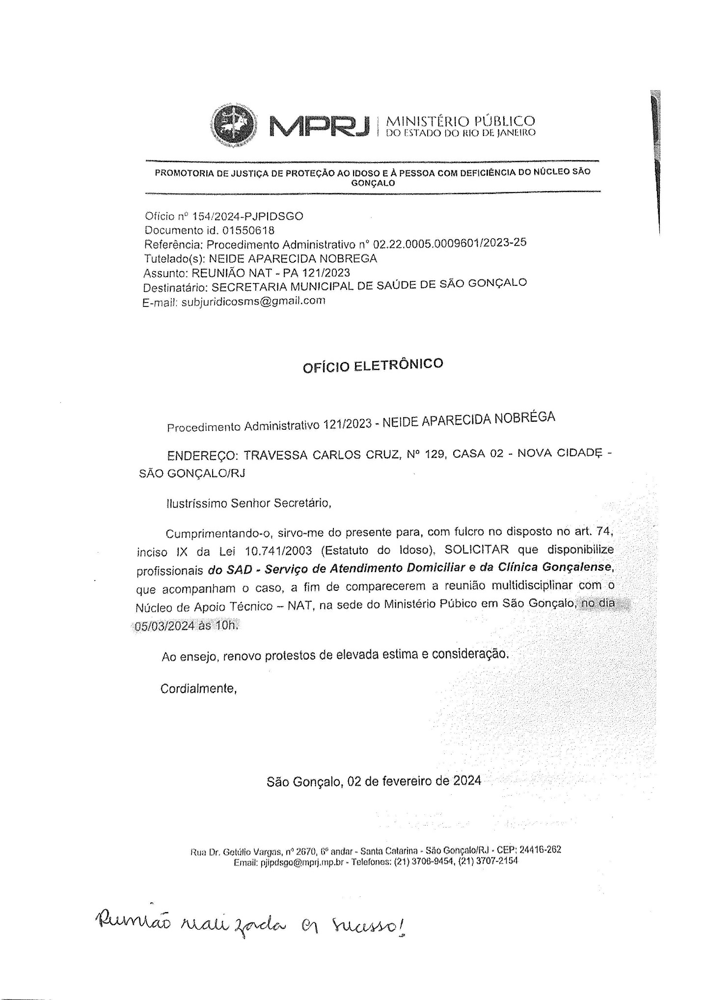 MPRJ MINISTÉRIO PÚBLICO
DO ESTADO DO RIO DE JANEIRO
PROMOTORIA DE JUSTIÇA DE PROTEÇÃO AO IDOSO E À PESSOA COM DEFICIÊNCIA DO NÚCLEO SÃO
GONÇALO
Ofício nº 154/2024-PJPIDSGO
Documento id. 01550618
Referência: Procedimento Administrativo n° 02.22.0005.0009601/2023-25
Tutelado(s): NEIDE APARECIDA NOBREGA
Assunto: REUNIÃO NAT - PA 121/2023
Destinatário: SECRETARIA MUNICIPAL DE SAÚDE DE SÃO GONÇALO
E-mail: subjuridicosms@gmail.com
OFÍCIO ELETRÔNICO
Procedimento Administrativo 121/2023 - NEIDE APARECIDA NOBRÉGA
ENDEREÇO: TRAVESSA CARLOS CRUZ, Nº 129, CASA 02 - NOVA CIDADE -
SÃO GONÇALO/RJ
Ilustríssimo Senhor Secretário,
Cumprimentando-o, sirvo-me do presente para, com fulcro no disposto no art. 74,
inciso IX da Lei 10.741/2003 (Estatuto do Idoso), SOLICITAR que disponibilize
profissionais do SAD - Serviço de Atendimento Domiciliar e da Clínica Gonçalense,
que acompanham o caso, a fim de comparecerem a reunião multidisciplinar com o
Núcleo de Apoio Técnico – NAT, na sede do Ministério Púbico em São Gonçalo, no dia
05/03/2024 às 10h.
Ao ensejo, renovo protestos de elevada estima e consideração.
Cordialmente,
São Gonçalo, 02 de fevereiro de 2024
Rua Dr. Getúlio Vargas, nº 2670, 6º andar - Santa Catarina - São Gonçalo/RJ - CEP: 24416-262
Email: pjipdsgo@mprj.mp.br - Telefones: (21) 3706-9454, (21) 3707-2154
Reunião realizada c/ sucesso!